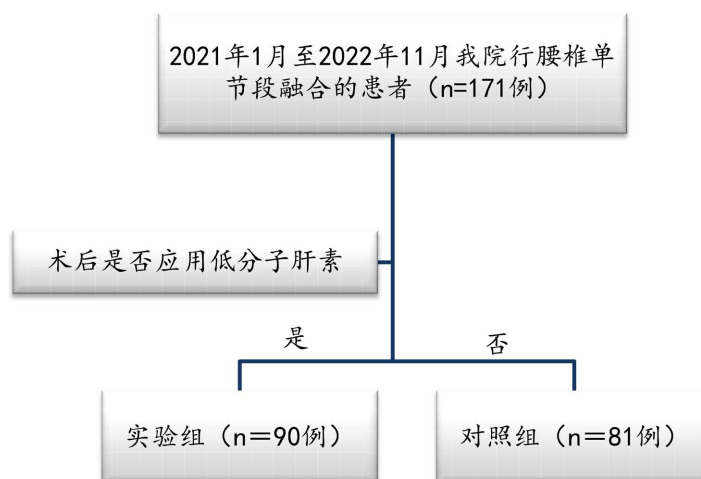 2021年1月至2022年11月我院行腰椎单
节段融合的患者（n=171例）
术后是否应用低分子肝素
是
否
实验组（n＝90例）
对照组（n＝81例）